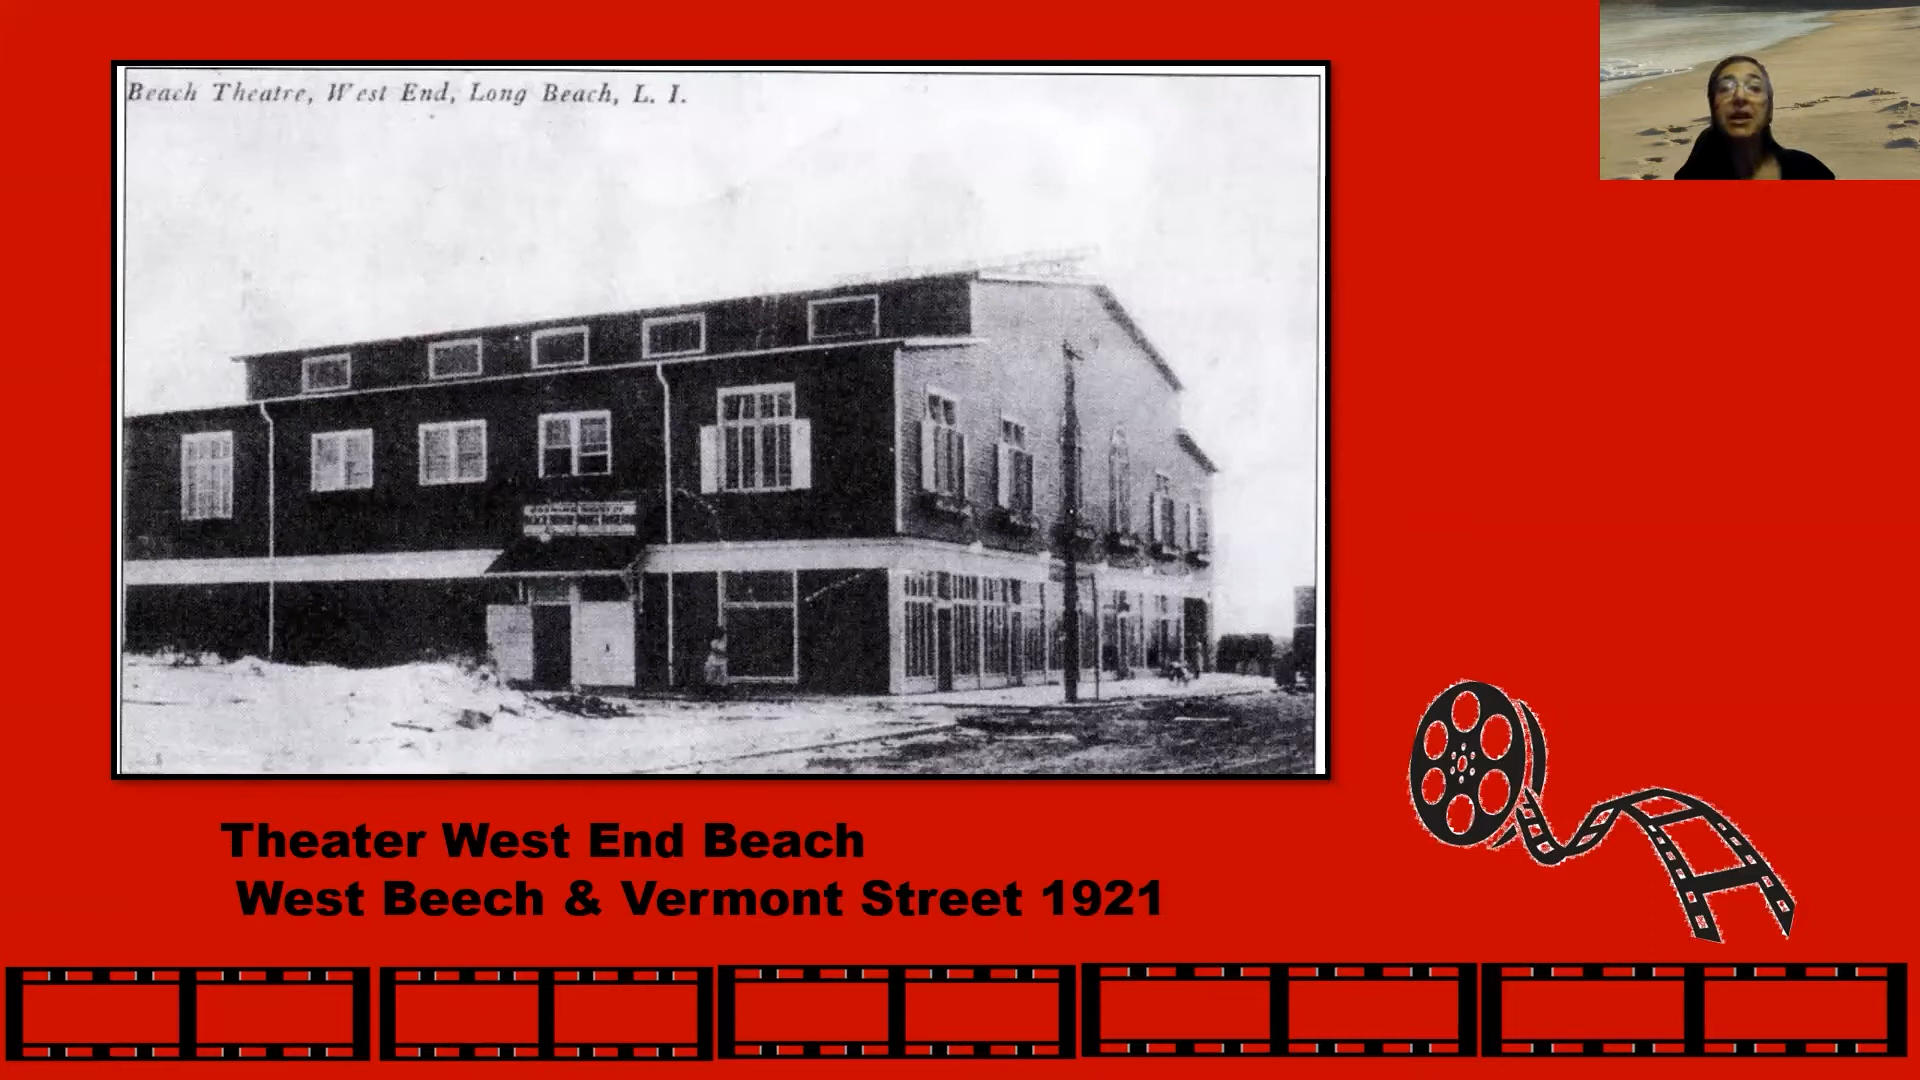 Beach Theatre, West End, Long Beach, L. I.
Theater West End Beach
West Beech & Vermont Street 1921